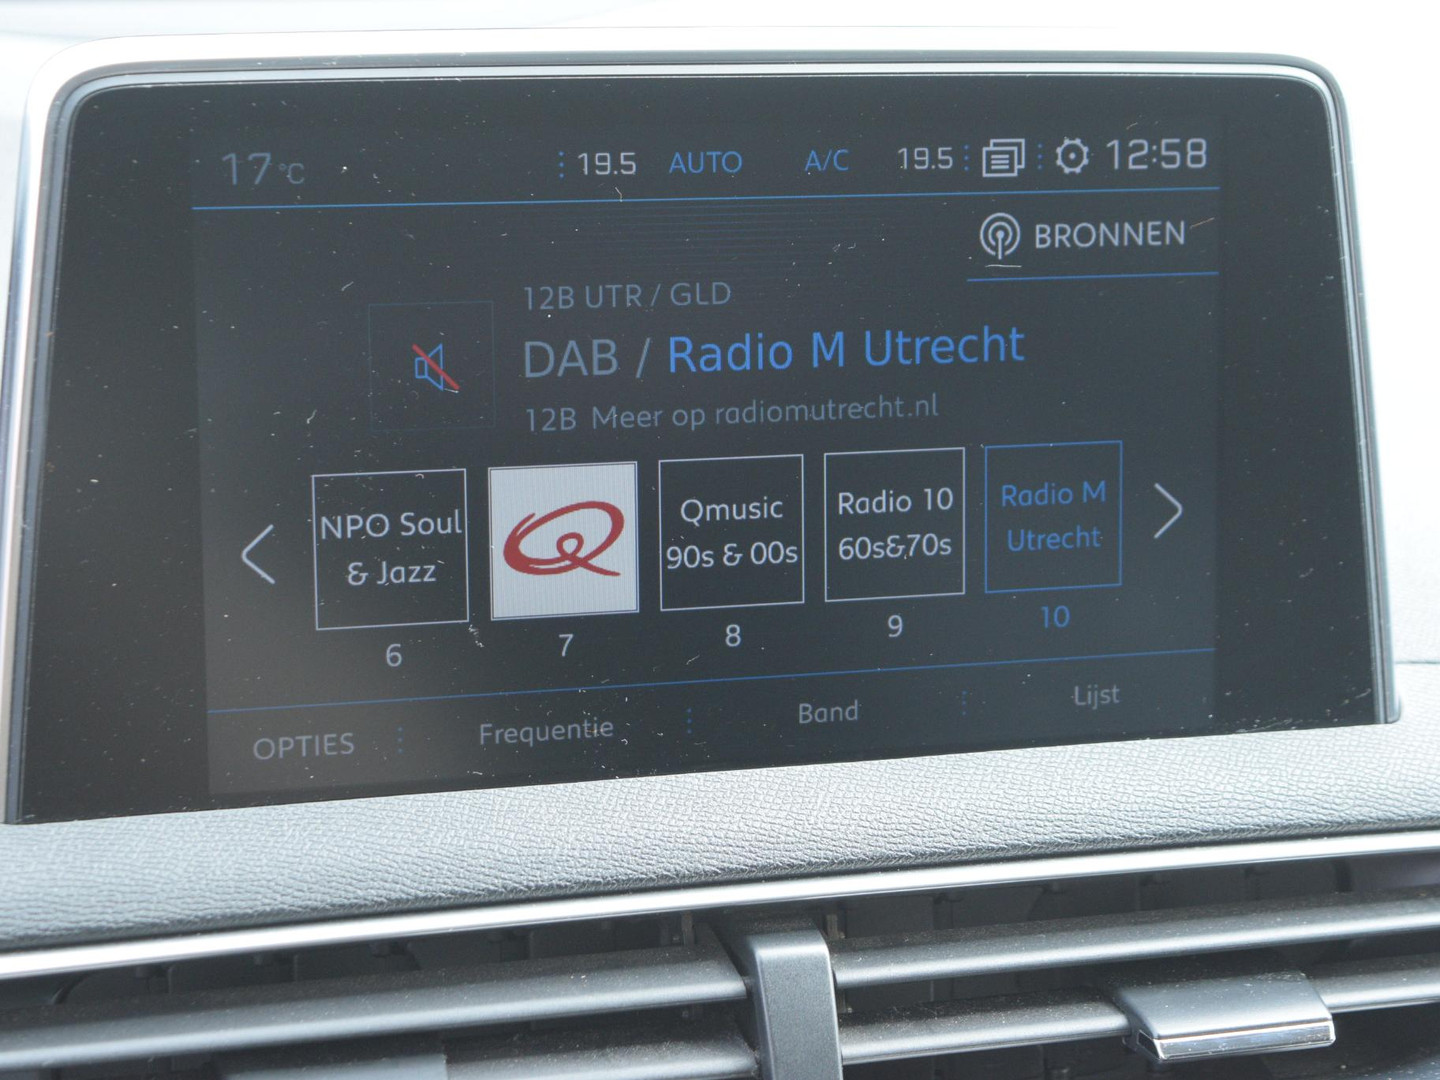 17 °C 19.5 AUTO A/C 19.5 12:58
BRONNEN
12B UTR / GLD
DAB / Radio M Utrecht
12B Meer op radiomutrecht.nl
NPO Soul
& Jazz
6
Q
7
Qmusic
90s & 00s
8
Radio 10
60s&70s
9
Radio M
Utrecht
10
OPTIES Frequentie Band Lijst